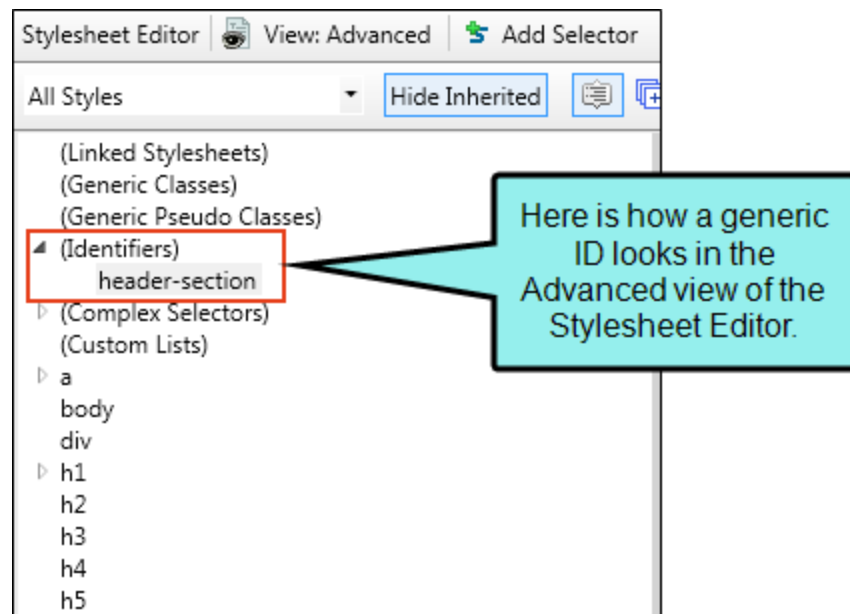 Stylesheet Editor View: Advanced Add Selector
All Styles Hide Inherited
(Linked Stylesheets)
(Generic Classes)
(Generic Pseudo Classes)
(Identifiers)
header-section
(Complex Selectors)
(Custom Lists)
a
body
div
h1
h2
h3
h4
h5
Here is how a generic
ID looks in the
Advanced view of the
Stylesheet Editor.